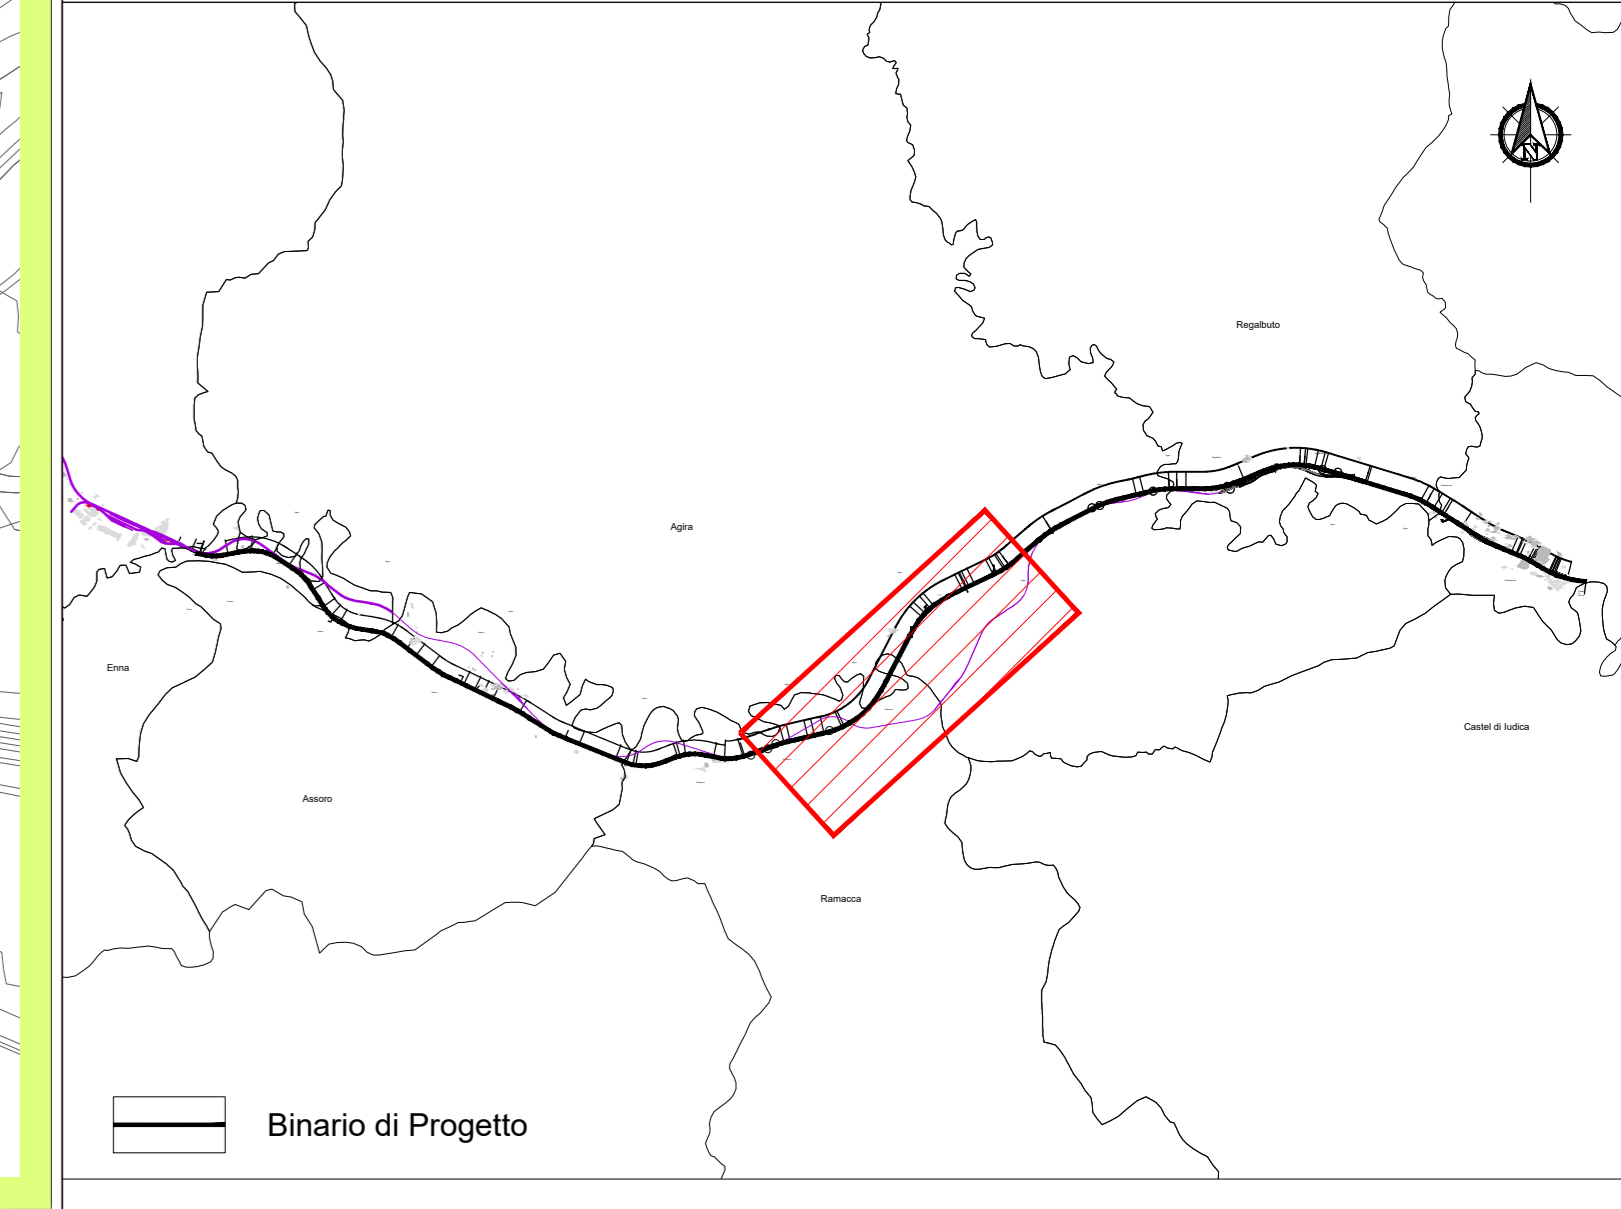 N
Regalbuto
Agira
Enna
Castel di Iudica
Assoro
Ramacca
Binario di Progetto